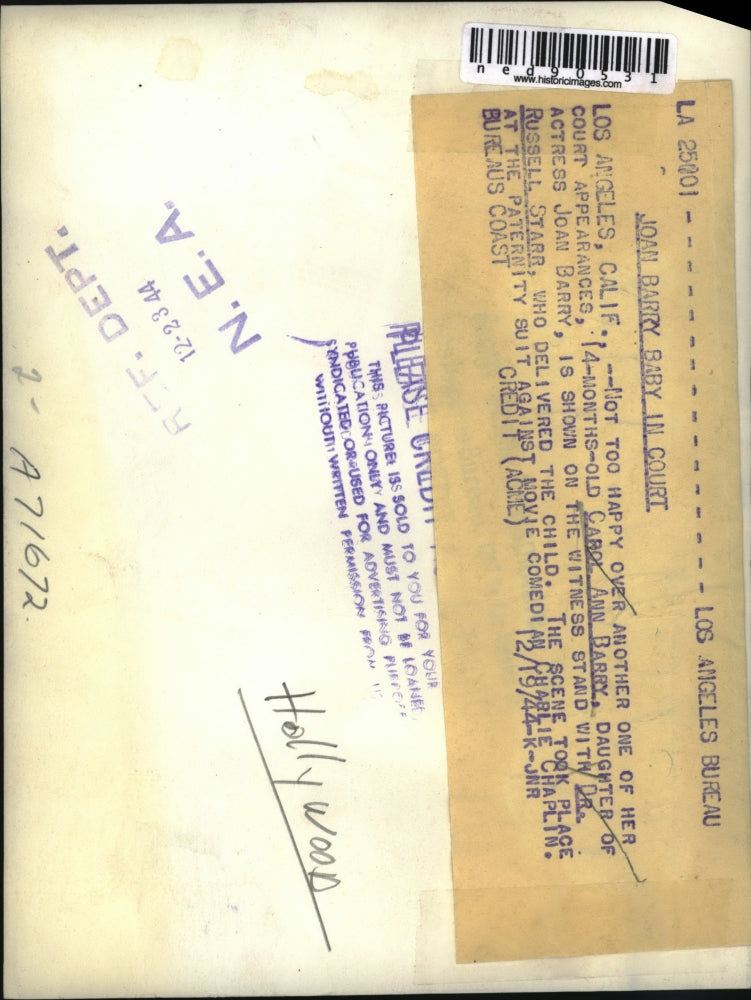 ned90531
www.historicimages.com
LA 25001 - - - - - - - - - - - - - - - - - LOS ANGELES BUREAU
JOAN BARRY BABY IN COURT
LOS ANGELES, CALIF., --NOT TOO HAPPY OVER ANOTHER ONE OF HER
COURT APPEARANCES, 14-MONTHS-OLD CAROL ANN BARRY, DAUGHTER OF
ACTRESS JOAN BARRY, IS SHOWN ON THE WITNESS STAND WITH DR.
RUSSELL STARR, WHO DELIVERED THE CHILD. THE SCENE TOOK PLACE
AT THE PATERNITY SUIT AGAINST MOVIE COMEDIAN CHARLIE CHAPLIN.
BUREAUS COAST CREDIT (ACME) 12/19/44-K-JNR
PLEASE CREDIT
THIS PICTURE IS SOLD TO YOU FOR YOUR
PUBLICATION ONLY AND MUST NOT BE LOANED,
SYNDICATED OR USED FOR ADVERTISING PURPOSES
WITHOUT WRITTEN PERMISSION FROM US
N.E.A.
12-23 44
DEPT.
A71672
Hollywood